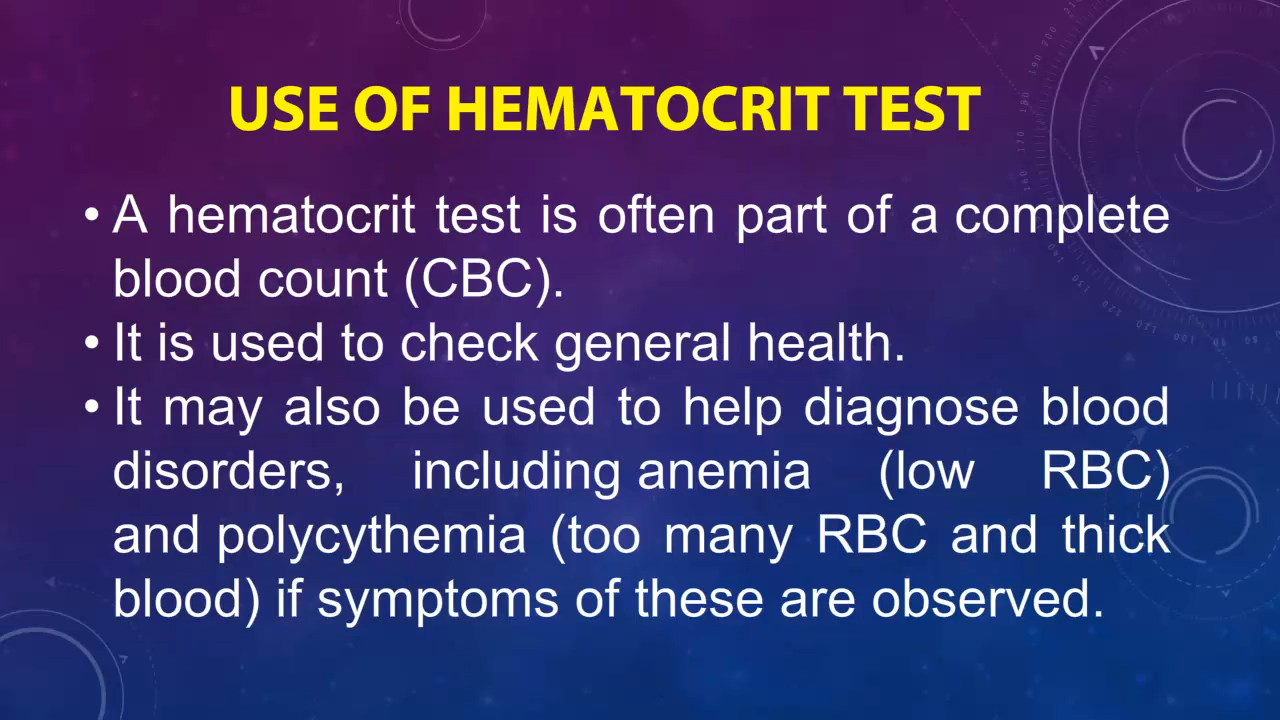 USE OF HEMATOCRIT TEST
• A hematocrit test is often part of a complete
blood count (CBC).
• It is used to check general health.
• It may also be used to help diagnose blood
disorders, including anemia (low RBC)
and polycythemia (too many RBC and thick
blood) if symptoms of these are observed.